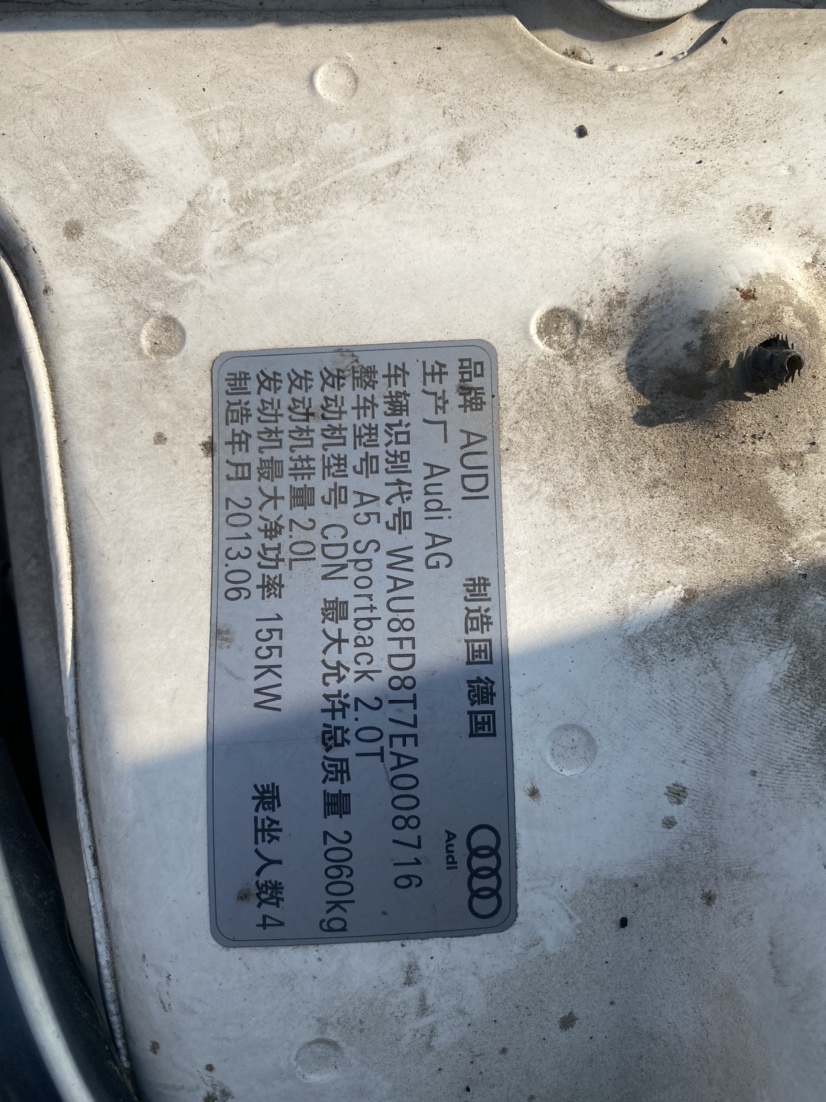 品牌 AUDI 制造国 德国
生产厂 Audi AG
Audi
车辆识别代号 WAU8FD8T7EA008716
整车型号 A5 Sportback 2.0T
发动机型号 CDN 最大允许总质量 2060kg
发动机排量 2.0L
发动机最大净功率 155KW 乘坐人数 4
制造年月 2013.06